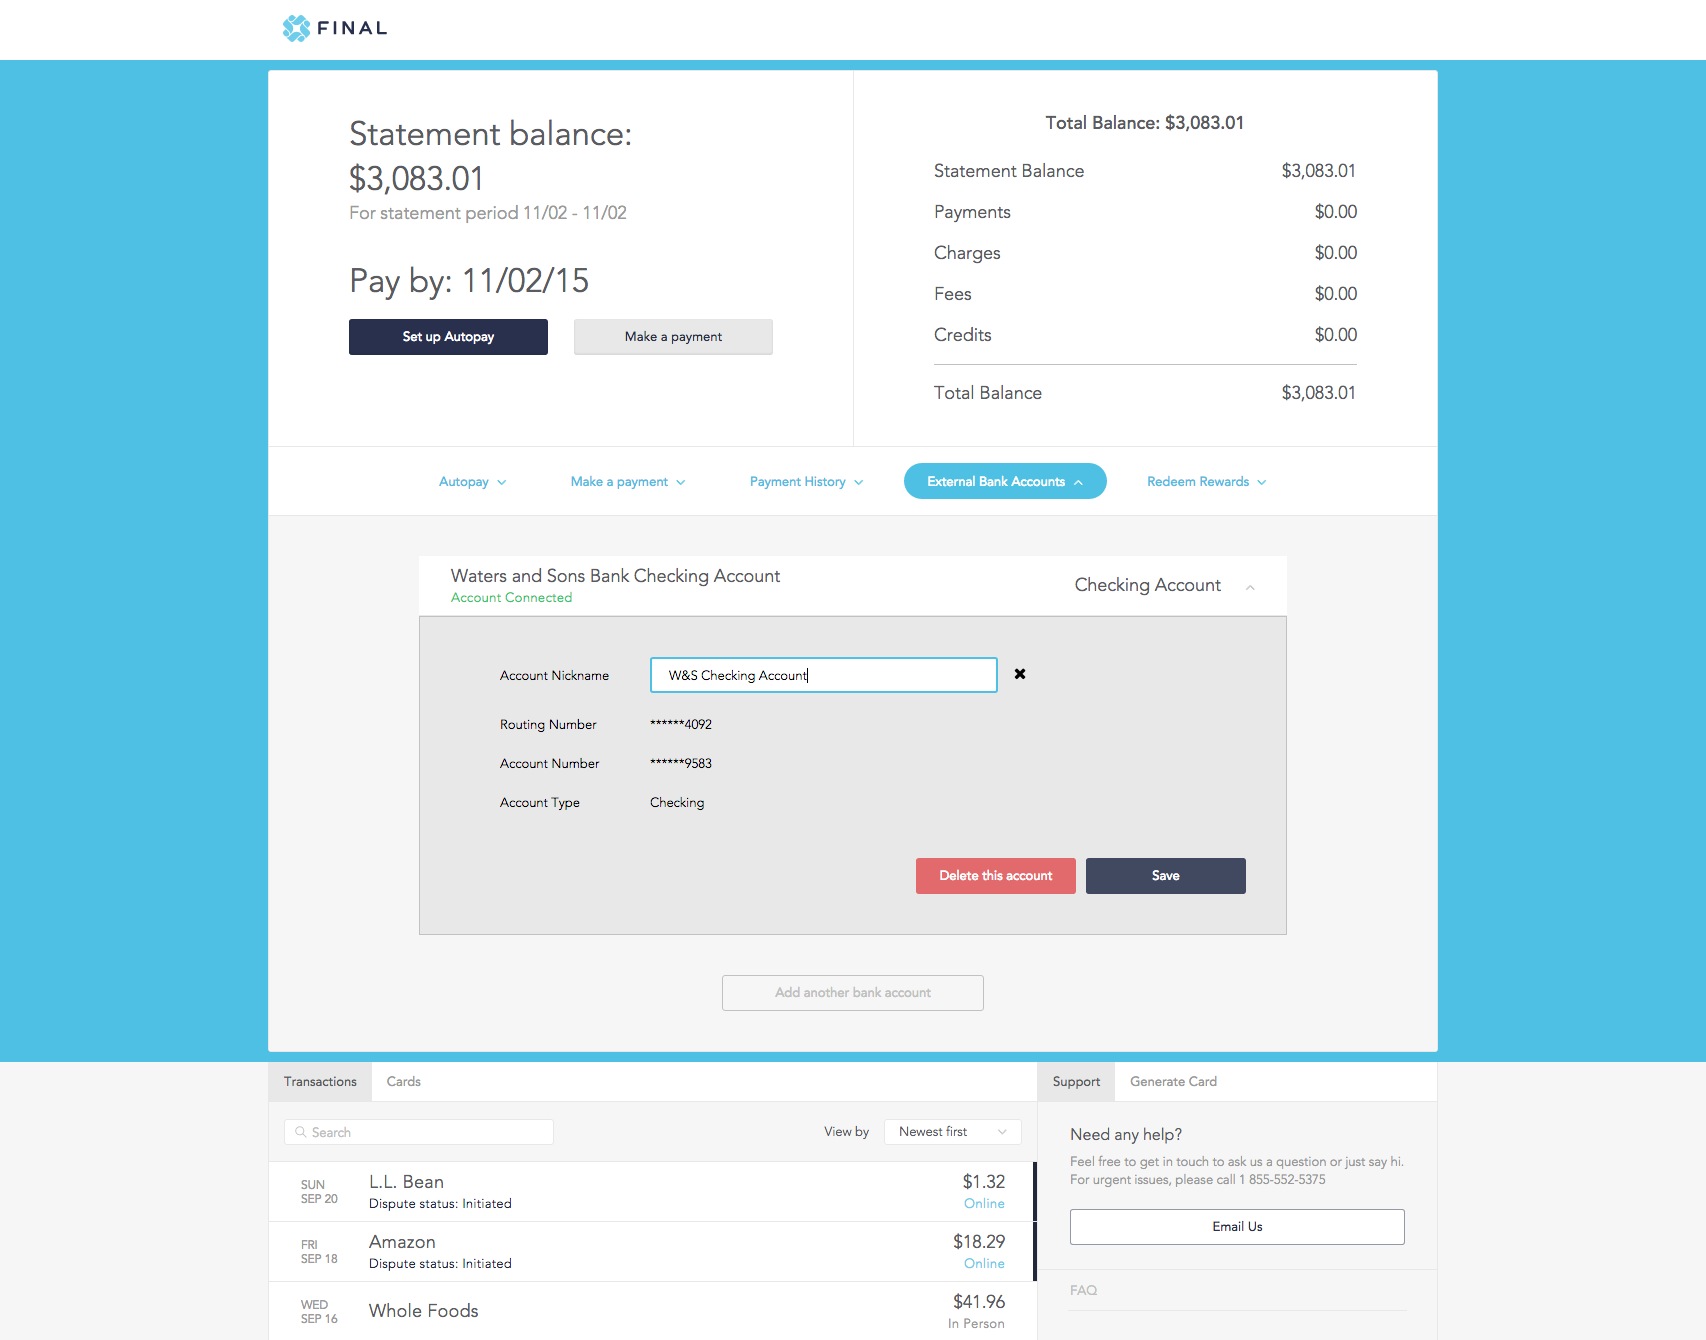 FINAL
Statement balance:
$3,083.01
For statement period 11/02 - 11/02
Pay by: 11/02/15
Set up Autopay
Make a payment
Total Balance: $3,083.01
Statement Balance $3,083.01
Payments $0.00
Charges $0.00
Fees $0.00
Credits $0.00
Total Balance $3,083.01
Autopay
Make a payment
Payment History
External Bank Accounts
Redeem Rewards
Waters and Sons Bank Checking Account
Account Connected
Checking Account
Account Nickname W&S Checking Account
Routing Number ******4092
Account Number ******9583
Account Type Checking
Delete this account
Save
Add another bank account
Transactions
Cards
Search
View by Newest first
SUN
SEP 20
L.L. Bean
Dispute status: Initiated
$1.32
Online
FRI
SEP 18
Amazon
Dispute status: Initiated
$18.29
Online
WED
SEP 16
Whole Foods
$41.96
In Person
Support
Generate Card
Need any help?
Feel free to get in touch to ask us a question or just say hi.
For urgent issues, please call 1 855-552-5375
Email Us
FAQ